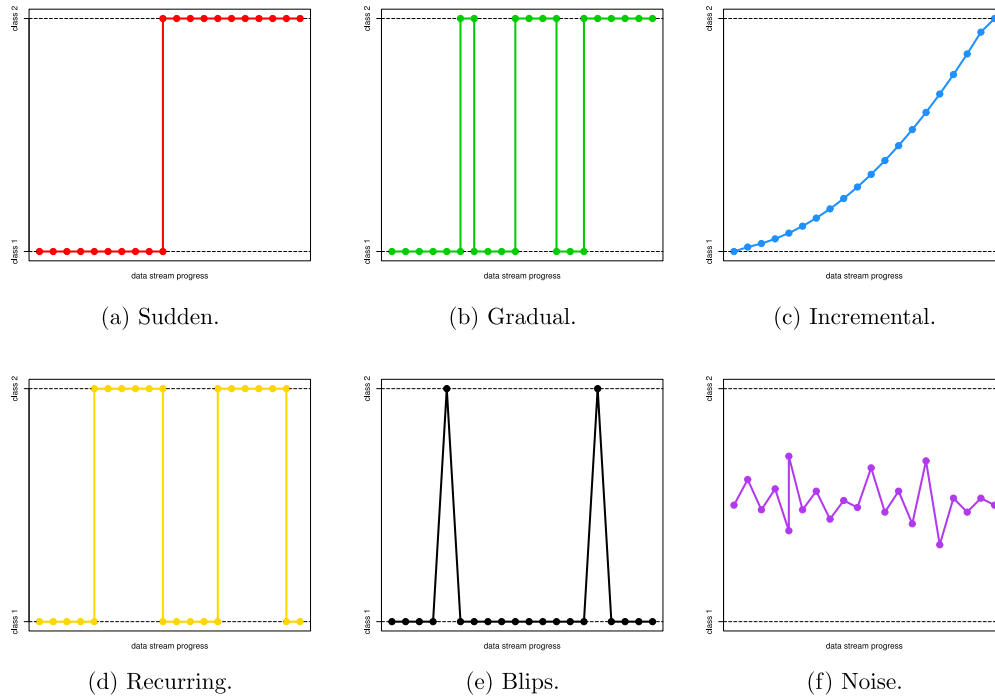 class 2
class 1
data stream progress
(a) Sudden.
class 2
class 1
data stream progress
(b) Gradual.
class 2
class 1
data stream progress
(c) Incremental.
class 2
class 1
data stream progress
(d) Recurring.
class 2
class 1
data stream progress
(e) Blips.
class 2
class 1
data stream progress
(f) Noise.